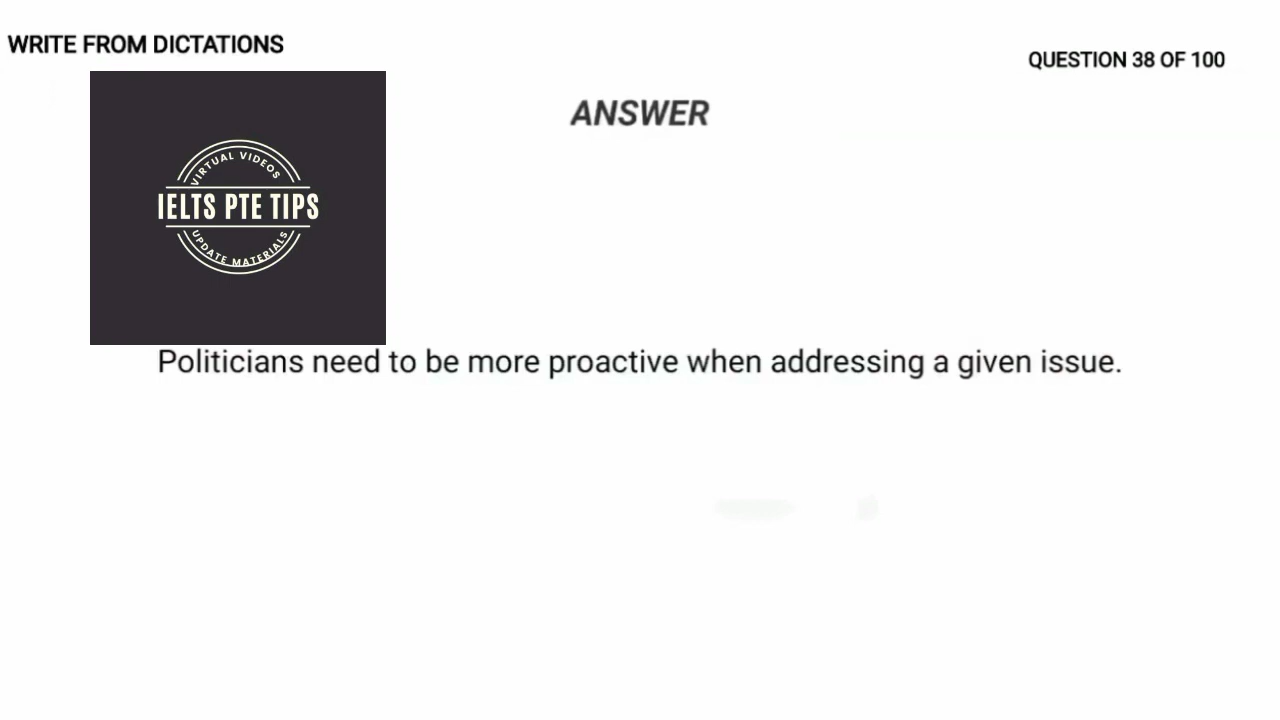 WRITE FROM DICTATIONS
QUESTION 38 OF 100
ANSWER
VIRTUAL VIDEOS
IELTS PTE TIPS
UPDATE MATERIALS
Politicians need to be more proactive when addressing a given issue.